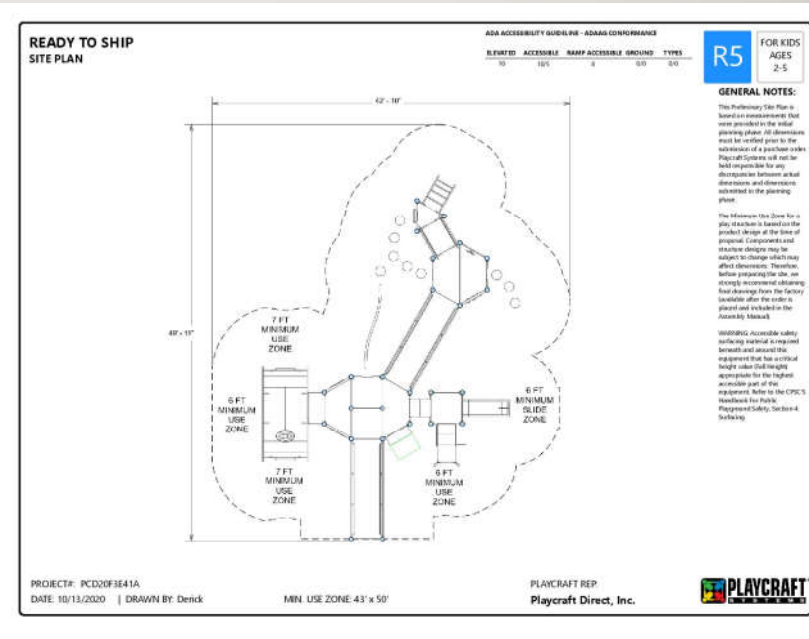 READY TO SHIP
SITE PLAN
ADA ACCESSIBILITY GUIDELINE - ADAAG CONFORMANCE
ELEVATED ACCESSIBLE RAMP ACCESSIBLE GROUND TYPES
10 10/5 0/0 0/0
R5
FOR KIDS
AGES
2-5
GENERAL NOTES:
This Preliminary Site Plan is
based on measurements that
were provided in the initial
planning phase. All dimensions
must be verified prior to the
submission of a purchase order.
Playcraft Systems will not be
held responsible for any
discrepancies between actual
dimensions and dimensions
submitted in the planning
phase.
The Minimum Use Zone for a
play structure is based on the
product design at the time of
proposal. Components and
structure designs may be
subject to change which may
affect dimensions. Therefore,
before preparing the site, we
strongly recommend obtaining
final drawings from the factory
(available after the order is
placed and included in the
Assembly Manual).
WARNING: Accessible safety
surfacing material is required
beneath and around this
equipment that has a critical
height value (Fall Height)
appropriate for the highest
accessible part of this
equipment. Refer to the CPSC'S
Handbook For Public
Playground Safety, Section 4:
Surfacing.
42' - 10"
49' - 11"
7 FT
MINIMUM
USE
ZONE
6 FT
MINIMUM
USE
ZONE
6 FT
MINIMUM
SLIDE
ZONE
7 FT
MINIMUM
USE
ZONE
6 FT
MINIMUM
USE
ZONE
PROJECT#: PCD20F3E41A
DATE: 10/13/2020 | DRAWN BY: Derick
MIN. USE ZONE: 43' x 50'
PLAYCRAFT REP:
Playcraft Direct, Inc.
PLAYCRAFT
SYSTEMS